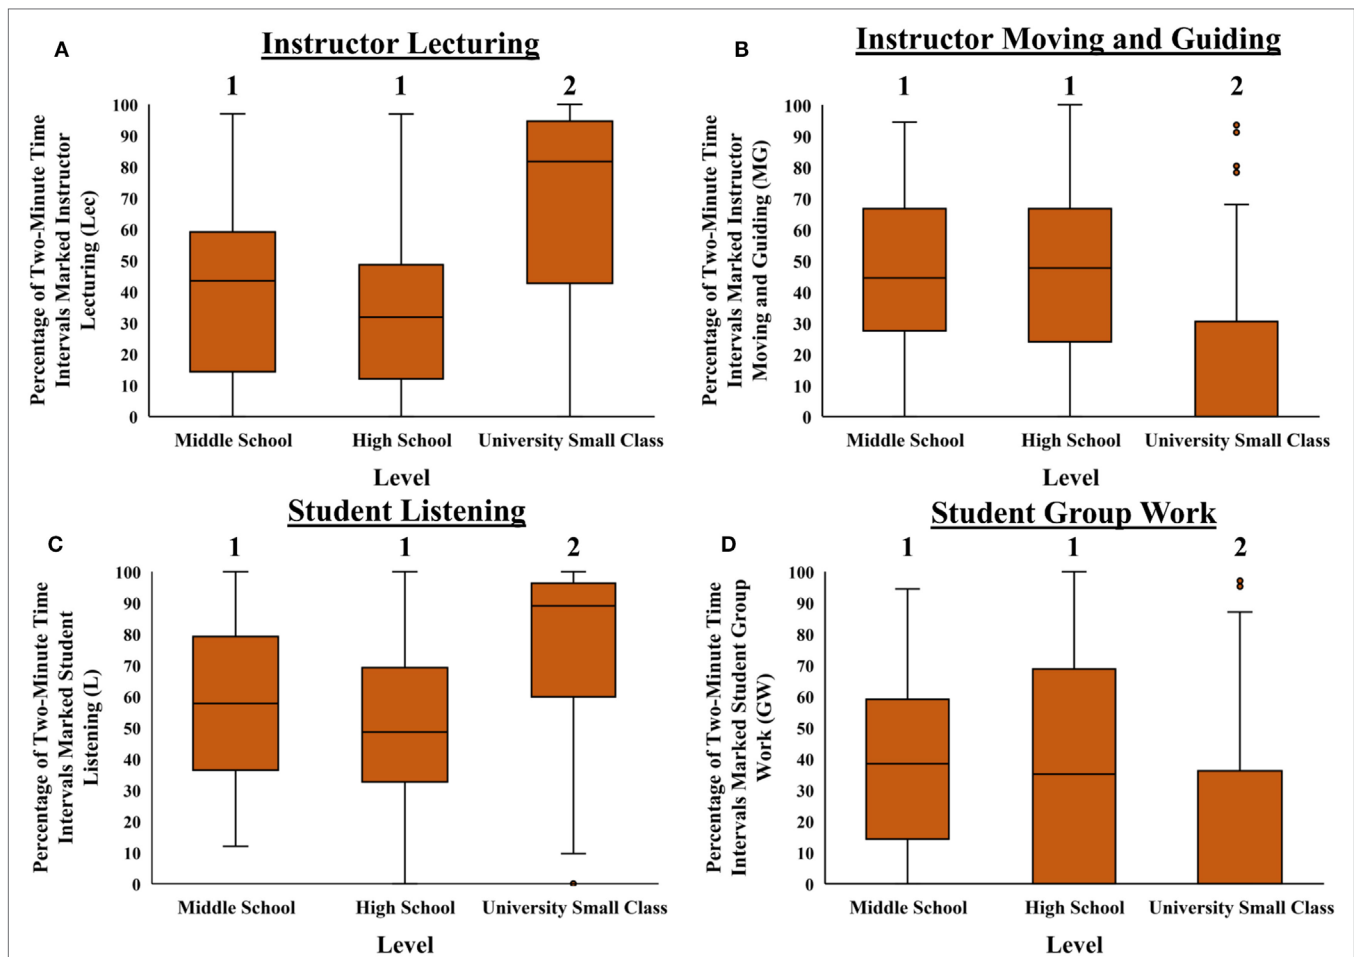 A
Instructor Lecturing
1 1 2
Percentage of Two-Minute Time
Intervals Marked Instructor
Lecturing (Lec)
100
90
80
70
60
50
40
30
20
10
0
Middle School High School University Small Class
Level
B
Instructor Moving and Guiding
1 1 2
Percentage of Two-Minute Time
Intervals Marked Instructor
Moving and Guiding (MG)
100
90
80
70
60
50
40
30
20
10
0
Middle School High School University Small Class
Level
C
Student Listening
1 1 2
Percentage of Two-Minute Time
Intervals Marked Student
Listening (L)
100
90
80
70
60
50
40
30
20
10
0
Middle School High School University Small Class
Level
D
Student Group Work
1 1 2
Percentage of Two-Minute Time
Intervals Marked Student Group
Work (GW)
100
90
80
70
60
50
40
30
20
10
0
Middle School High School University Small Class
Level